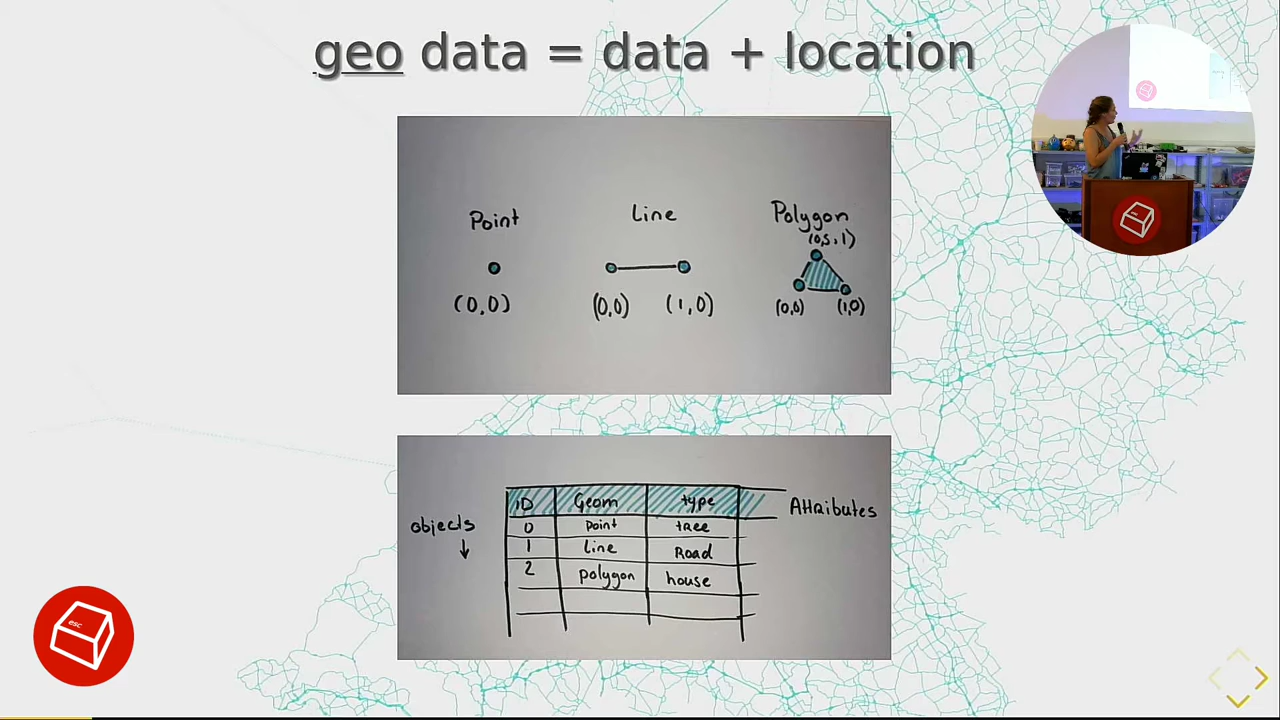 geo data = data + location
Point
Line
Polygon
(0,0)
(0,0)
(1,0)
(0,5,1)
(0,0)
(1,0)
objects
ID Geom type
Attributes
0 point tree
1 line Road
2 polygon house
esc